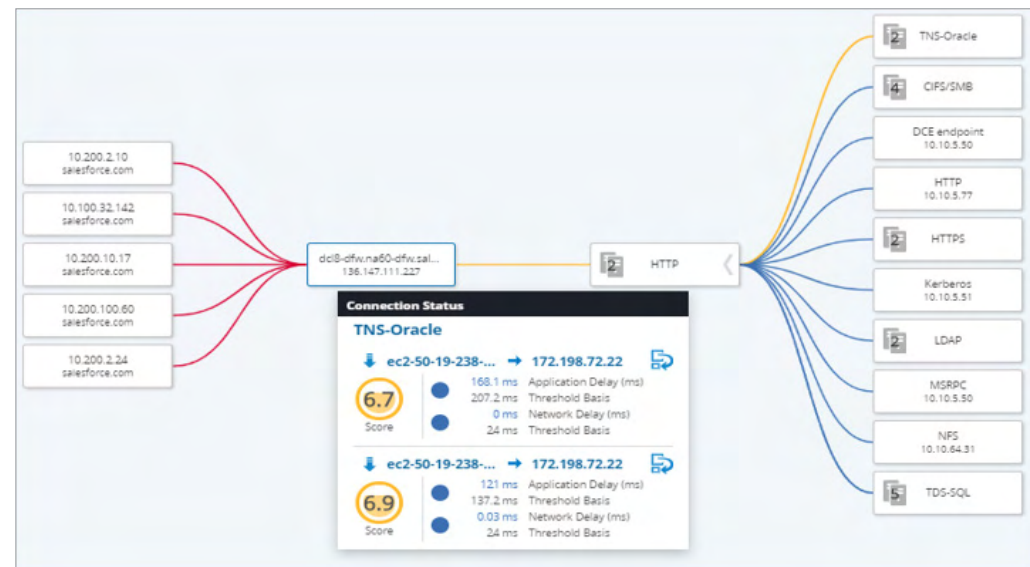 10.200.2.10
salesforce.com
10.100.32.142
salesforce.com
10.200.10.17
salesforce.com
10.200.100.60
salesforce.com
10.200.2.24
salesforce.com
dcl8-dfw.na60-dfw.sal...
136.147.111.227
2 HTTP
2 TNS-Oracle
4 CIFS/SMB
DCE endpoint
10.10.5.50
HTTP
10.10.5.77
2 HTTPS
Kerberos
10.10.5.51
2 LDAP
MSRPC
10.10.5.50
NFS
10.10.64.31
5 TDS-SQL
Connection Status
TNS-Oracle
ec2-50-19-238-... → 172.198.72.22
6.7
Score
168.1 ms Application Delay (ms)
207.2 ms Threshold Basis
0 ms Network Delay (ms)
24 ms Threshold Basis
ec2-50-19-238-... → 172.198.72.22
6.9
Score
121 ms Application Delay (ms)
137.2 ms Threshold Basis
0.03 ms Network Delay (ms)
24 ms Threshold Basis